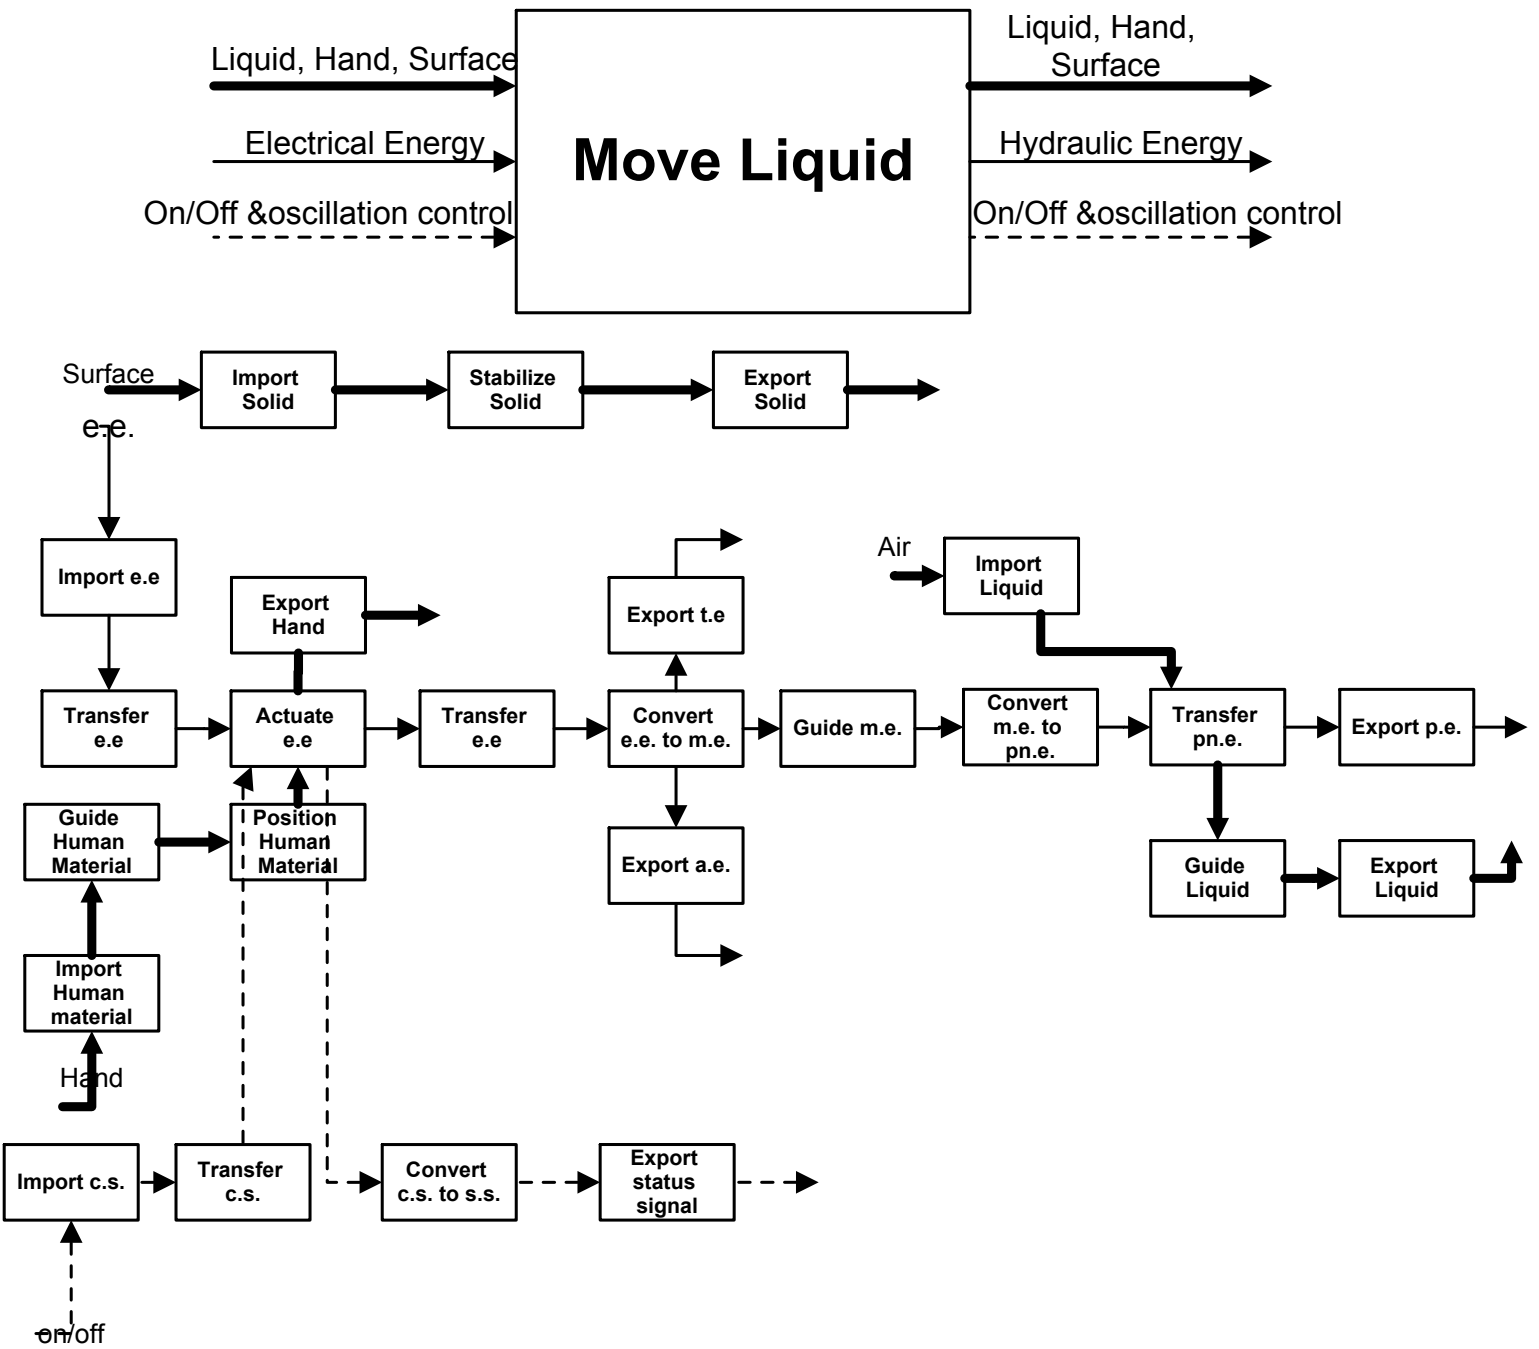 Liquid, Hand, Surface
Electrical Energy
On/Off &oscillation control
Move Liquid
Liquid, Hand,
Surface
Hydraulic Energy
On/Off &oscillation control
Surface
Import
Solid
Stabilize
Solid
Export
Solid
e.e.
Import e.e
Export
Hand
Export t.e
Air
Import
Liquid
Transfer
e.e
Actuate
e.e
Transfer
e.e
Convert
e.e. to m.e.
Guide m.e.
Convert
m.e. to
pn.e.
Transfer
pn.e.
Export p.e.
Guide
Human
Material
Position
Human
Material
Export a.e.
Guide
Liquid
Export
Liquid
Import
Human
material
Hand
Import c.s.
Transfer
c.s.
Convert
c.s. to s.s.
Export
status
signal
on/off